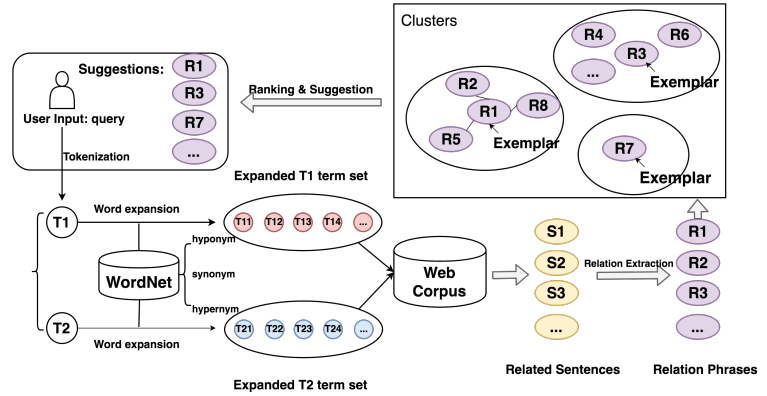 Clusters
R4
R6
R3
...
Exemplar
R2
R8
R1
R5
Exemplar
R7
Exemplar
Suggestions:
R1
R3
R7
...
User Input: query
Ranking & Suggestion
Tokenization
Expanded T1 term set
T1
Word expansion
T11
T12
T13
T14
...
hyponym
WordNet
synonym
hypernym
T2
Word expansion
T21
T22
T23
T24
...
Expanded T2 term set
Web
Corpus
S1
S2
S3
...
Related Sentences
Relation Extraction
R1
R2
R3
...
Relation Phrases